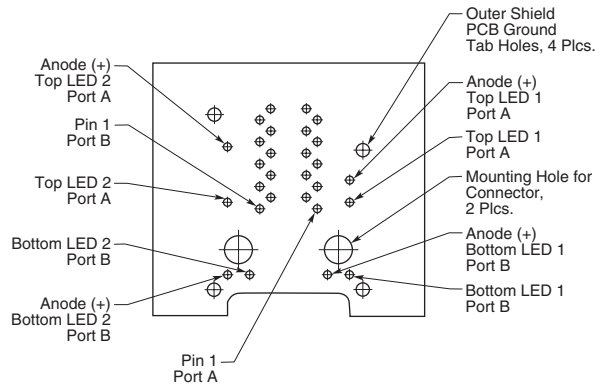 Outer Shield
PCB Ground
Tab Holes, 4 Plcs.
Anode (+)
Top LED 2
Port A
Pin 1
Port B
Top LED 2
Port A
Bottom LED 2
Port B
Anode (+)
Bottom LED 2
Port B
Pin 1
Port A
Anode (+)
Top LED 1
Port A
Top LED 1
Port A
Mounting Hole for
Connector,
2 Plcs.
Anode (+)
Bottom LED 1
Port B
Bottom LED 1
Port B